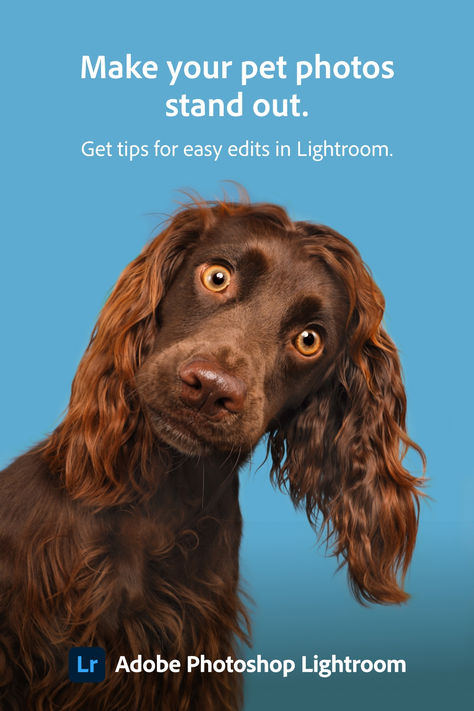 Make your pet photos
stand out.
Get tips for easy edits in Lightroom.
Lr Adobe Photoshop Lightroom